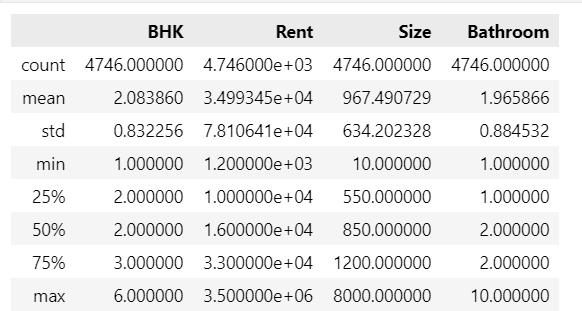 BHK Rent Size Bathroom
count 4746.000000 4.746000e+03 4746.000000 4746.000000
mean 2.083860 3.499345e+04 967.490729 1.965866
std 0.832256 7.810641e+04 634.202328 0.884532
min 1.000000 1.200000e+03 10.000000 1.000000
25% 2.000000 1.000000e+04 550.000000 1.000000
50% 2.000000 1.600000e+04 850.000000 2.000000
75% 3.000000 3.300000e+04 1200.000000 2.000000
max 6.000000 3.500000e+06 8000.000000 10.000000